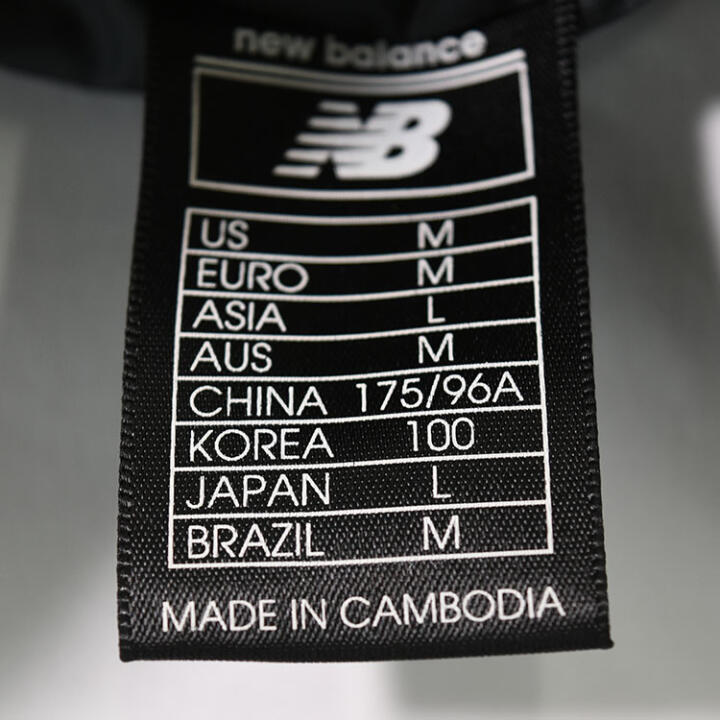 new balance
NB
US M
EURO M
ASIA L
AUS M
CHINA 175/96A
KOREA 100
JAPAN L
BRAZIL M
MADE IN CAMBODIA